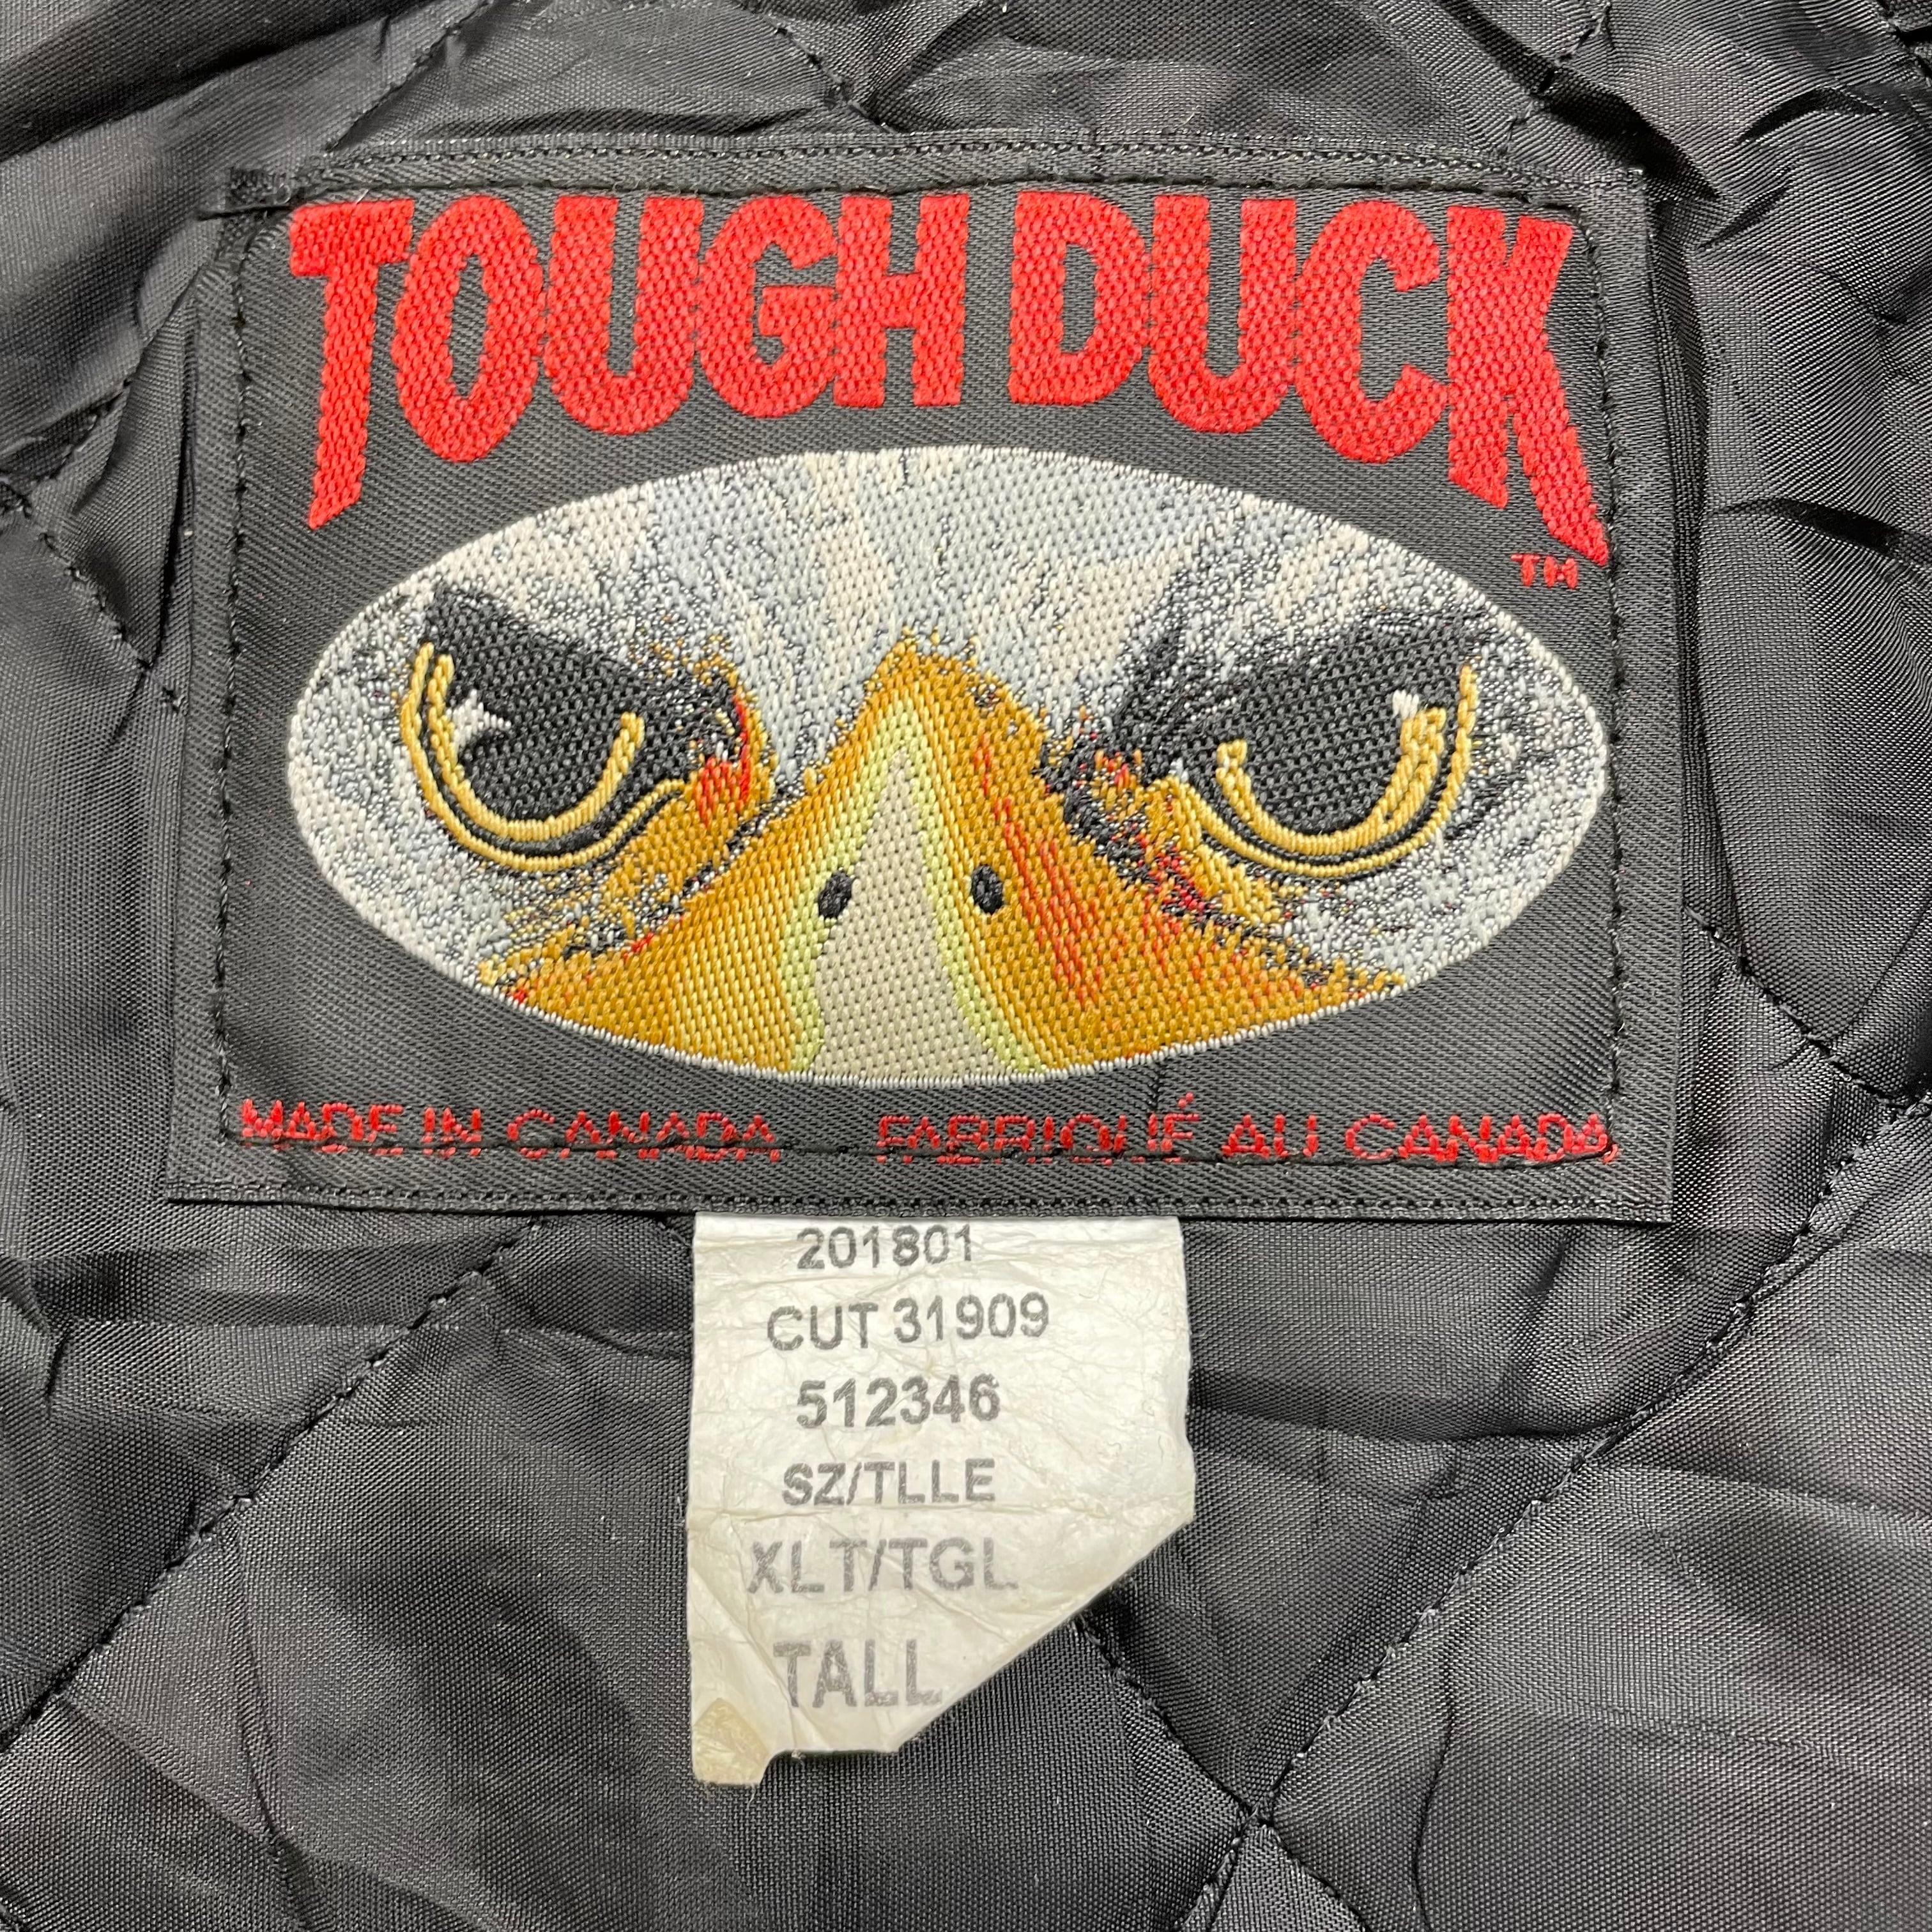 TOUGH DUCK
TM
MADE IN CANADA FABRIQUÉ AU CANADA
201801
CUT 31909
512346
SZ/TLLE
XLT/TGL
TALL